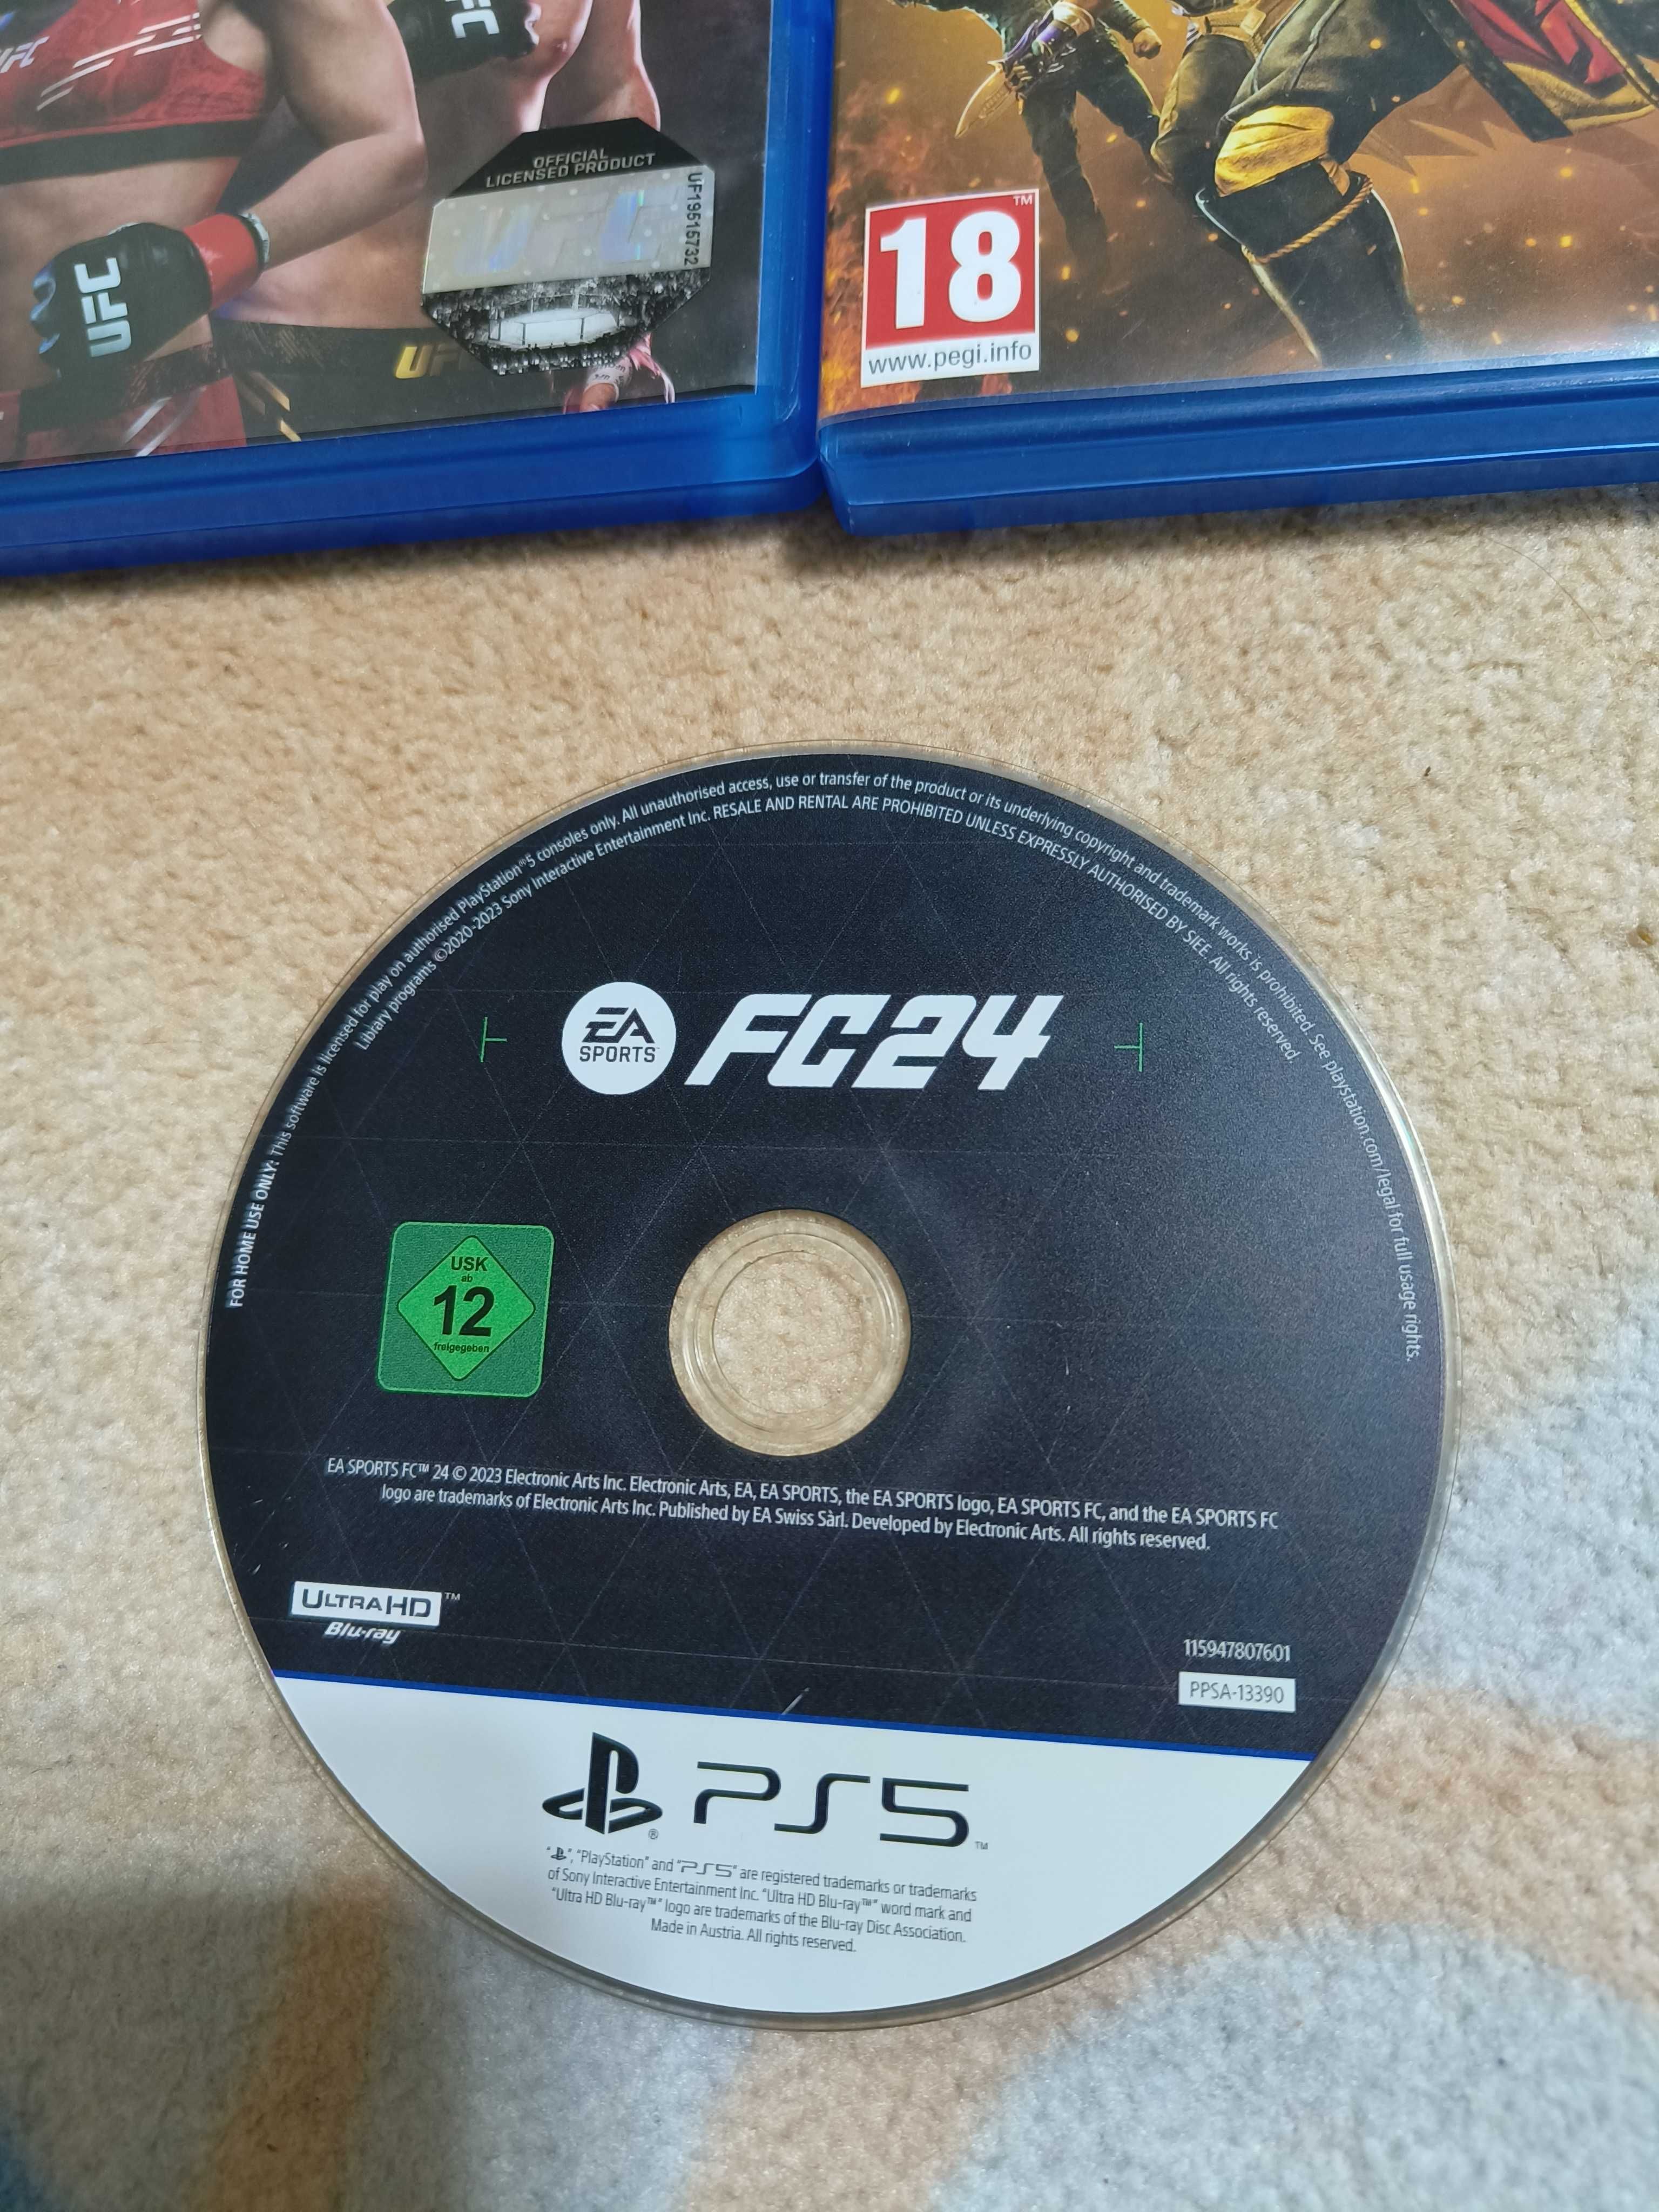 UFC
UFC
OFFICIAL
LICENSED PRODUCT
UF19515732
UFC
UFC
18™
www.pegi.info
FOR HOME USE ONLY: This software is licensed for play on authorised PlayStation®5 consoles only. All unauthorised access, use or transfer of the product or its underlying copyright and trademark works is prohibited. See playstation.com/legal for full usage rights.
Library programs ©2020-2023 Sony Interactive Entertainment Inc. RESALE AND RENTAL ARE PROHIBITED UNLESS EXPRESSLY AUTHORISED BY SIEE. All rights reserved
EA SPORTS FC24
USK
ab
12
freigegeben
EA SPORTS FC™ 24 © 2023 Electronic Arts Inc. Electronic Arts, EA, EA SPORTS, the EA SPORTS logo, EA SPORTS FC, and the EA SPORTS FC
logo are trademarks of Electronic Arts Inc. Published by EA Swiss Sàrl. Developed by Electronic Arts. All rights reserved.
ULTRA HD™
Blu-ray
115947807601
PPSA-13390
® PS5™
"", "PlayStation" and "PS5" are registered trademarks or trademarks
of Sony Interactive Entertainment Inc. "Ultra HD Blu-ray™" word mark and
"Ultra HD Blu-ray™" logo are trademarks of the Blu-ray Disc Association.
Made in Austria. All rights reserved.